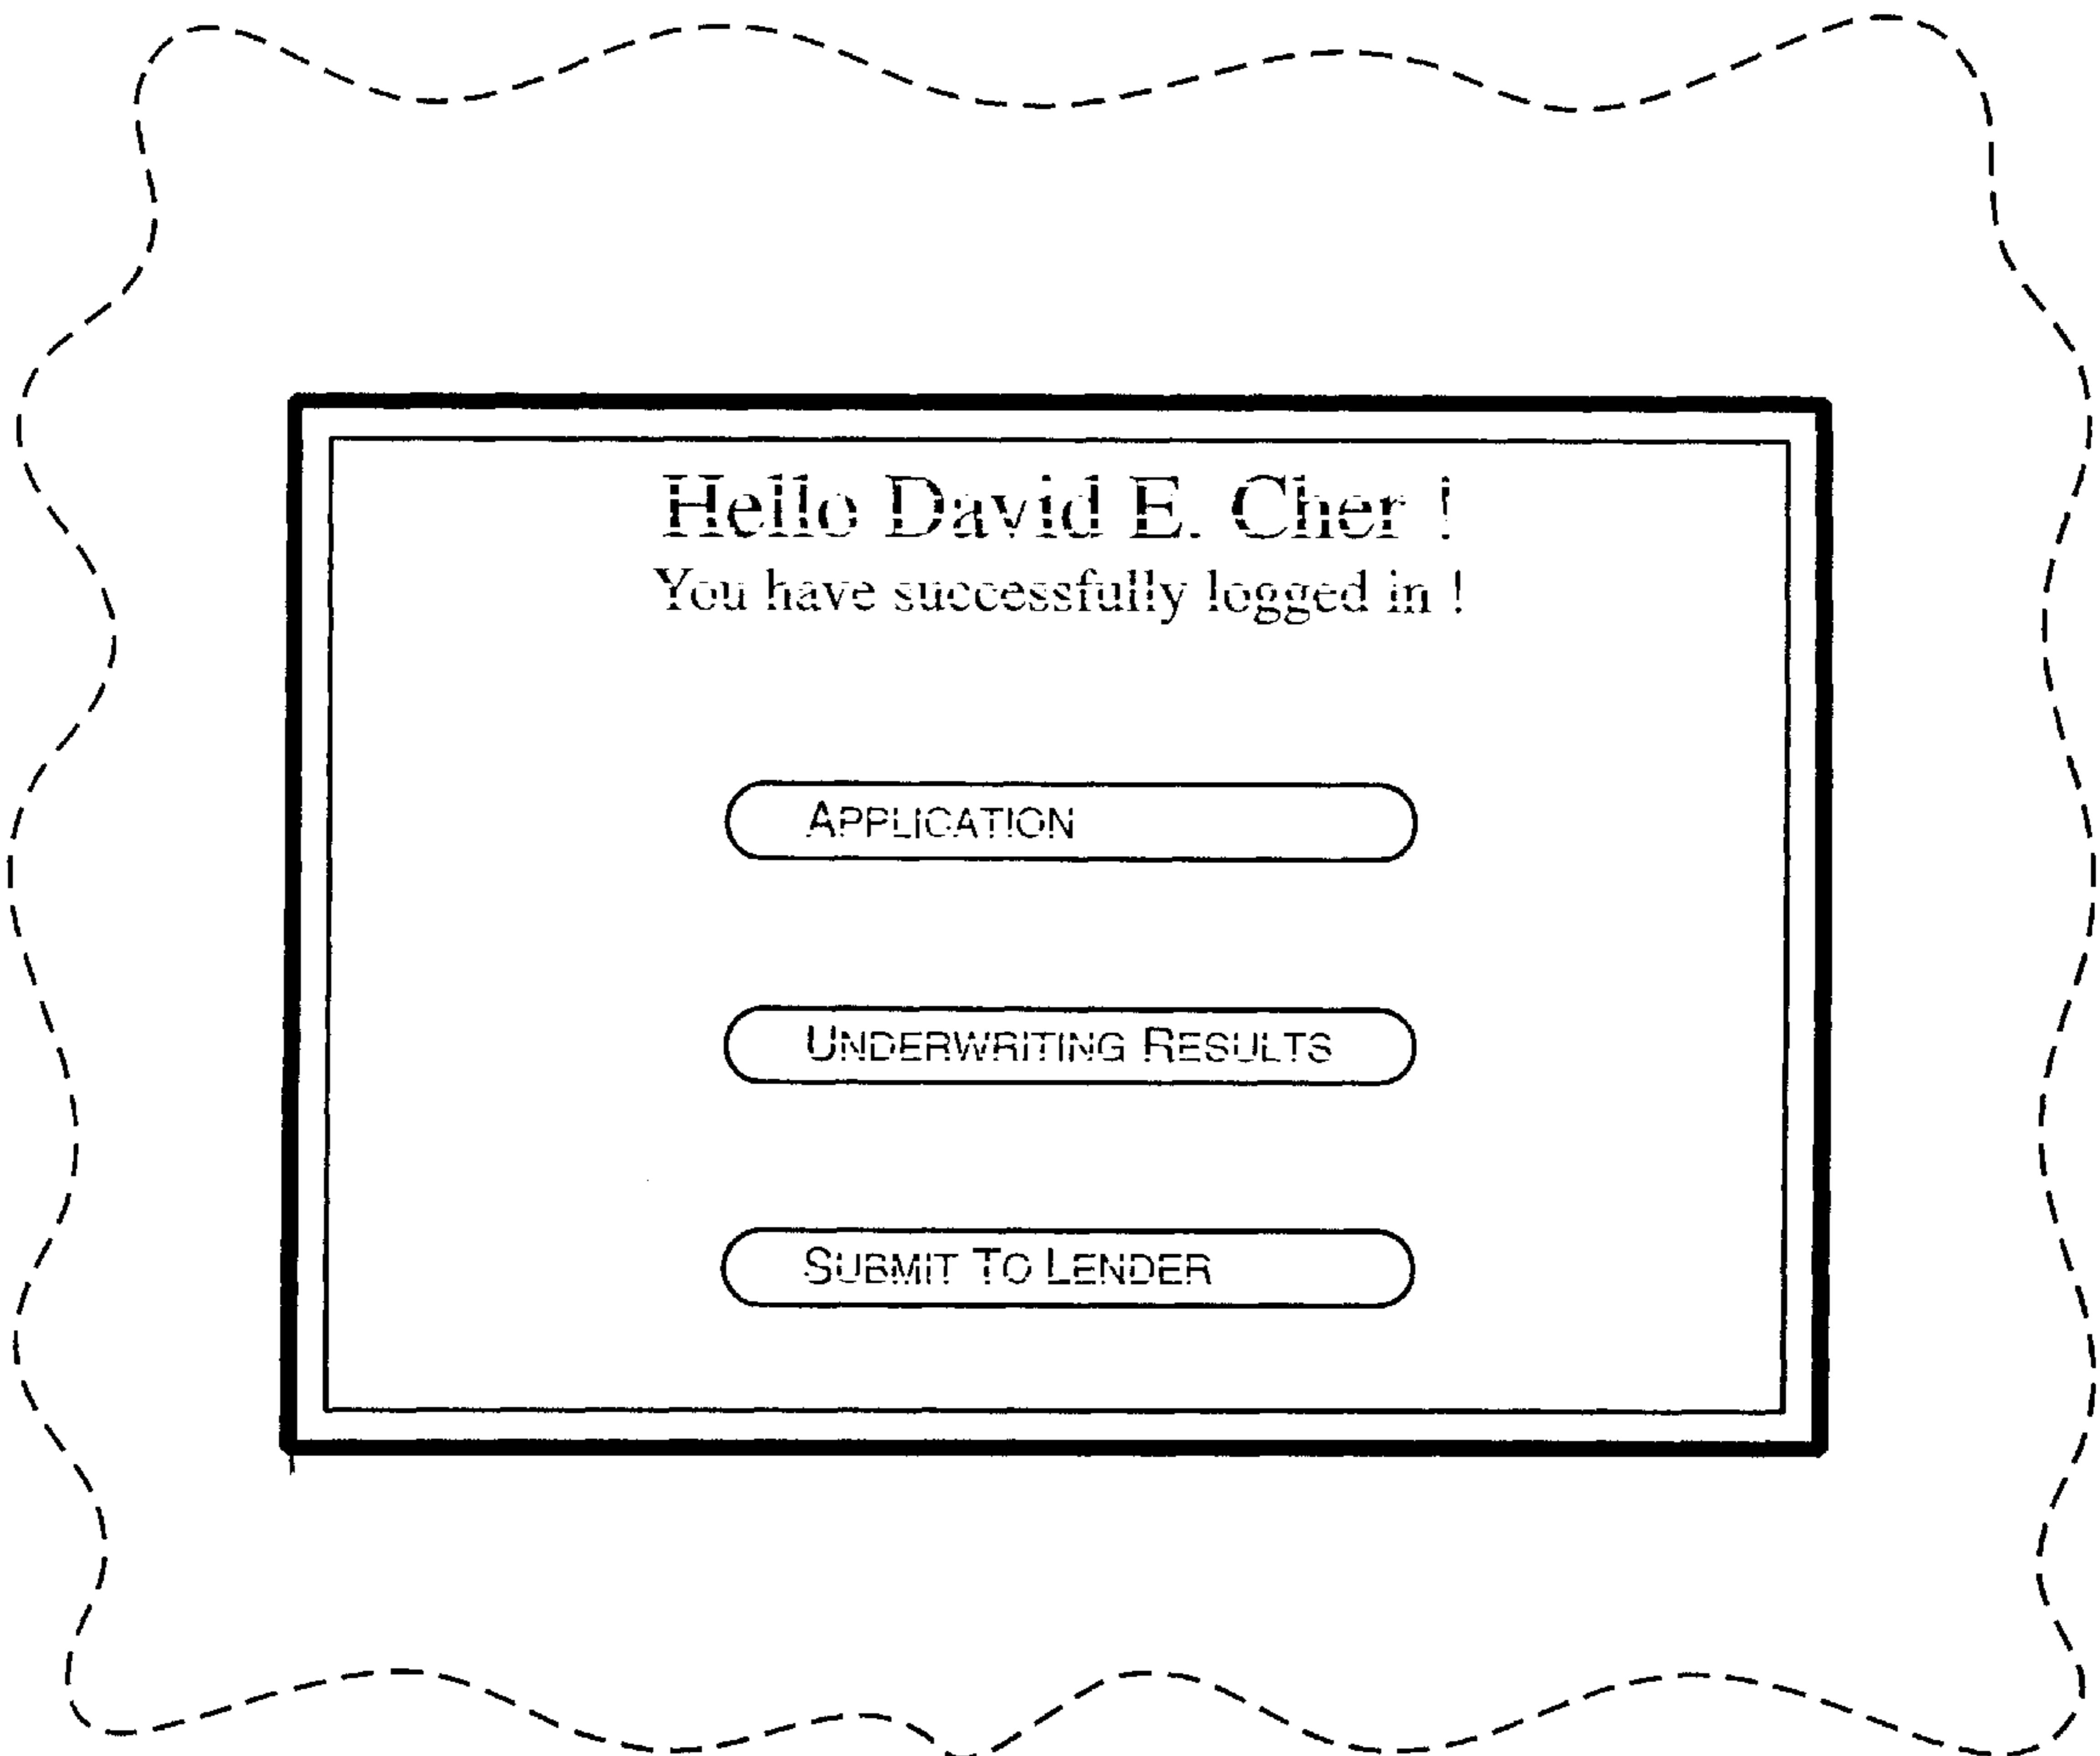 Hello David E. Cher !
You have successfully logged in !
APPLICATION
UNDERWRITING RESULTS
SUBMIT TO LENDER